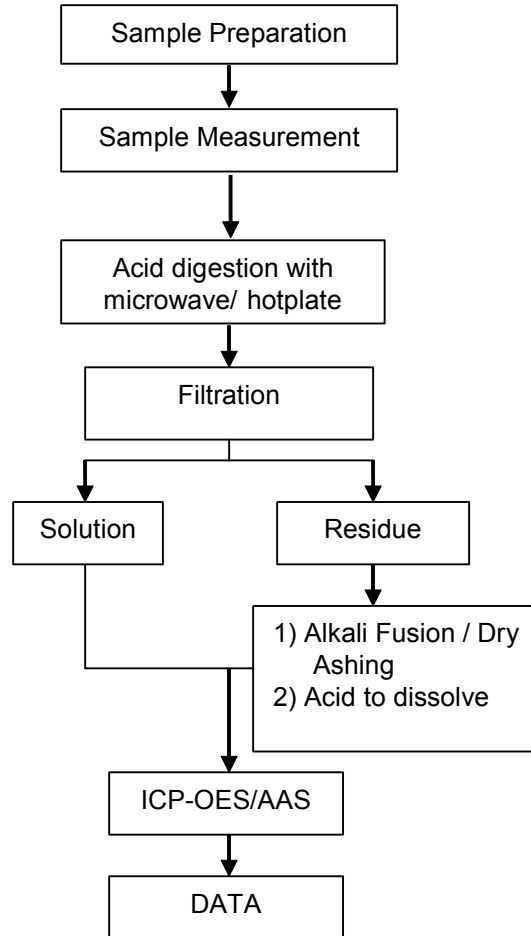 Sample Preparation
Sample Measurement
Acid digestion with
microwave/ hotplate
Filtration
Solution
Residue
1) Alkali Fusion / Dry
Ashing
2) Acid to dissolve
ICP-OES/AAS
DATA